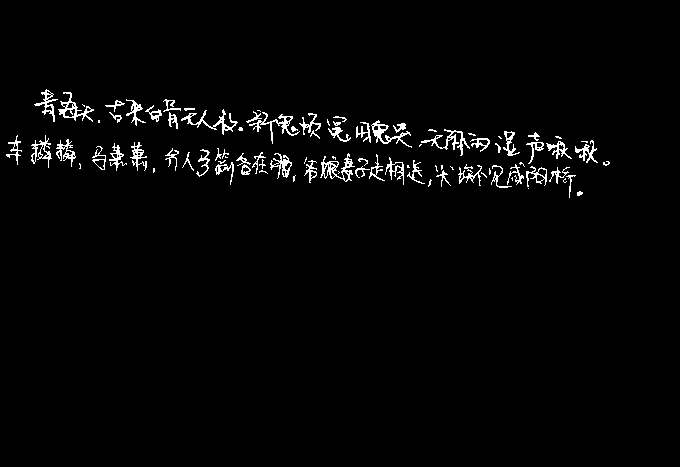 青海头,古来白骨无人收。新鬼烦冤旧鬼哭,天阴雨湿声啾啾。
车辚辚,马萧萧,行人弓箭各在腰,爷娘妻子走相送,尘埃不见咸阳桥。